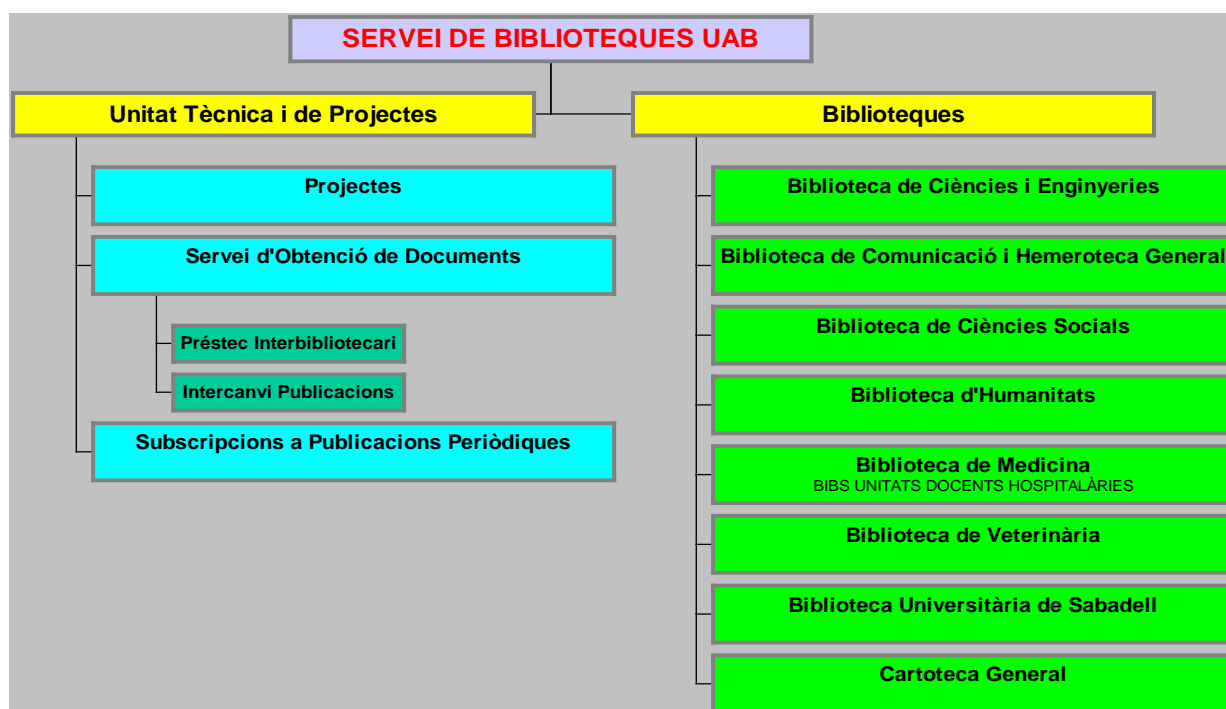 SERVEI DE BIBLIOTEQUES UAB
Unitat Tècnica i de Projectes
Projectes
Servei d'Obtenció de Documents
Préstec Interbibliotecari
Intercanvi Publicacions
Subscripcions a Publicacions Periòdiques
Biblioteques
Biblioteca de Ciències i Enginyeries
Biblioteca de Comunicació i Hemeroteca General
Biblioteca de Ciències Socials
Biblioteca d'Humanitats
Biblioteca de Medicina
BIBS UNITATS DOCENTS HOSPITALÀRIES
Biblioteca de Veterinària
Biblioteca Universitària de Sabadell
Cartoteca General